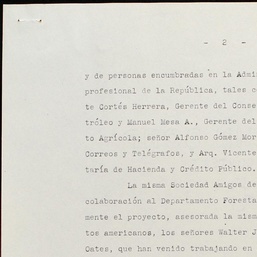 - 2 -
y de personas encumbradas en la Admi
profesional de la República, tales c
te Cortés Herrera, Gerente del Conse
tróleo y Manuel Mesa A., Gerente del
to Agrícola; señor Alfonso Gómez Mor
Correos y Telégrafos, y Arq. Vicente
taría de Hacienda y Crédito Público.
La misma Sociedad Amigos de
colaboración al Departamento Foresta
mente el proyecto, asesorada la misma
tos americanos, los señores Walter J
Oates, que han venido trabajando en